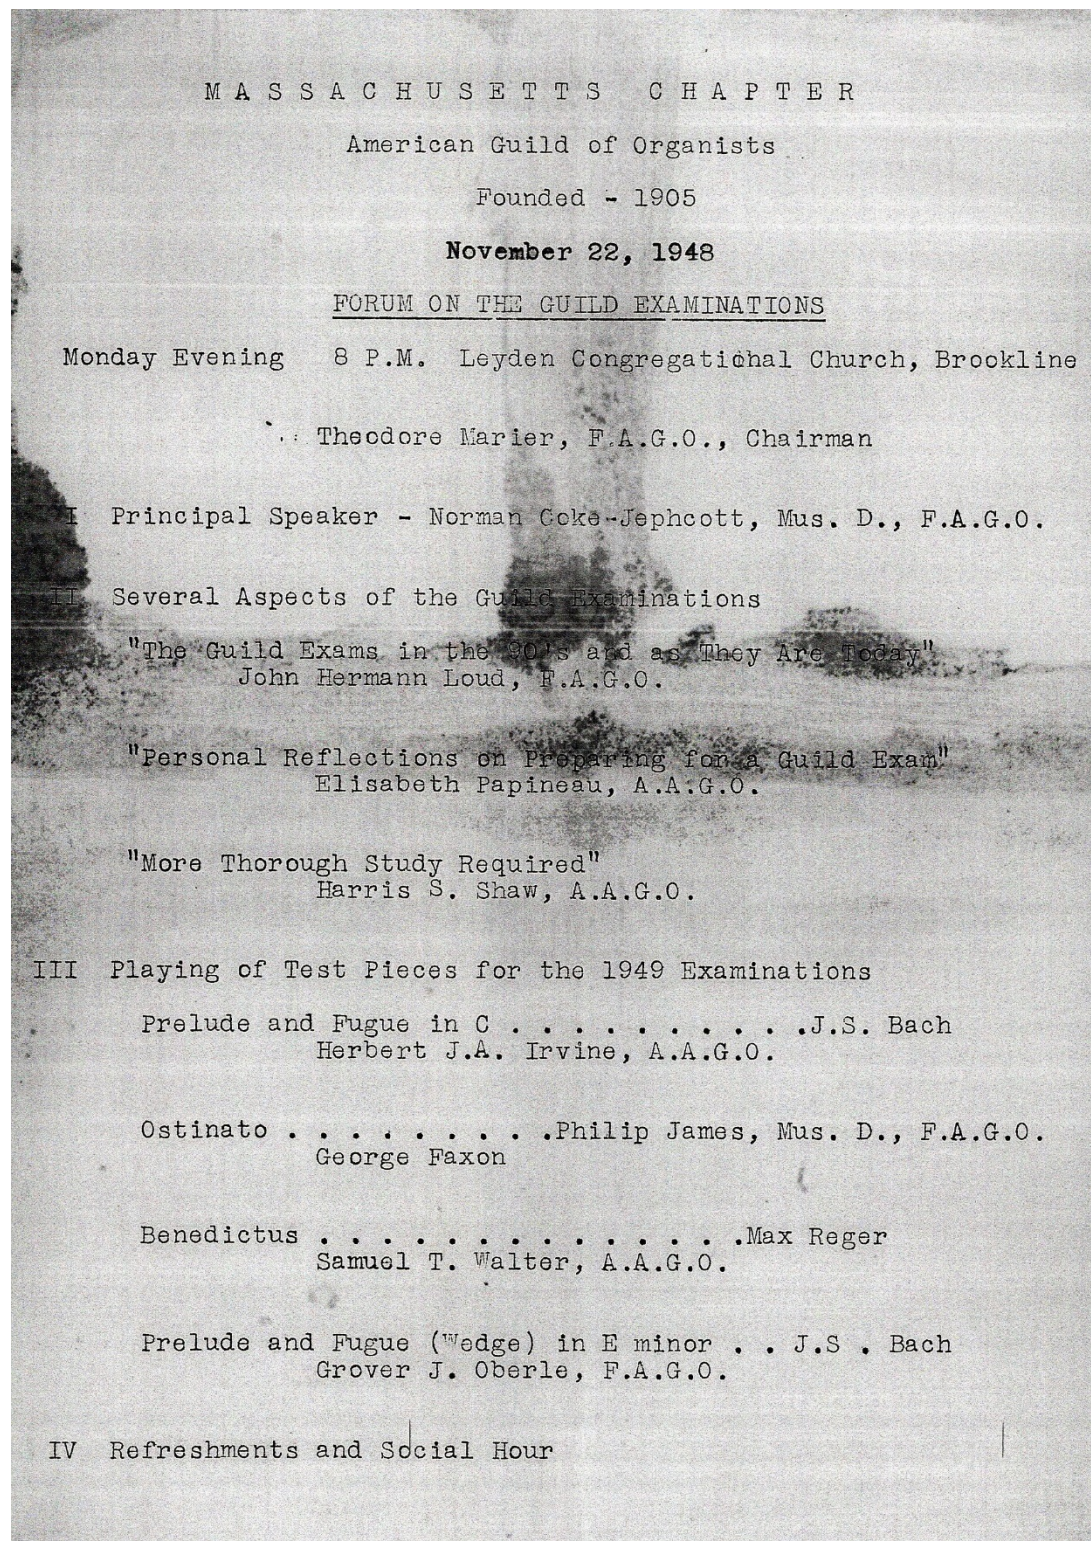 MASSACHUSETTS CHAPTER
American Guild of Organists
Founded - 1905
November 22, 1948
FORUM ON THE GUILD EXAMINATIONS
Monday Evening 8 P.M. Leyden Congregational Church, Brookline
Theodore Marier, F.A.G.O., Chairman
I Principal Speaker - Norman Coke-Jephcott, Mus. D., F.A.G.O.
II Several Aspects of the Guild Examinations
"The Guild Exams in the 90's and as They Are Today"
John Hermann Loud, F.A.G.O.
"Personal Reflections on Preparing for a Guild Exam"
Elisabeth Papineau, A.A.G.O.
"More Thorough Study Required"
Harris S. Shaw, A.A.G.O.
III Playing of Test Pieces for the 1949 Examinations
Prelude and Fugue in C . . . . . . . . . .J.S. Bach
Herbert J.A. Irvine, A.A.G.O.
Ostinato . . . . . . . . .Philip James, Mus. D., F.A.G.O.
George Faxon
Benedictus . . . . . . . . . . . . . .Max Reger
Samuel T. Walter, A.A.G.O.
Prelude and Fugue (Wedge) in E minor . . J.S . Bach
Grover J. Oberle, F.A.G.O.
IV Refreshments and Social Hour